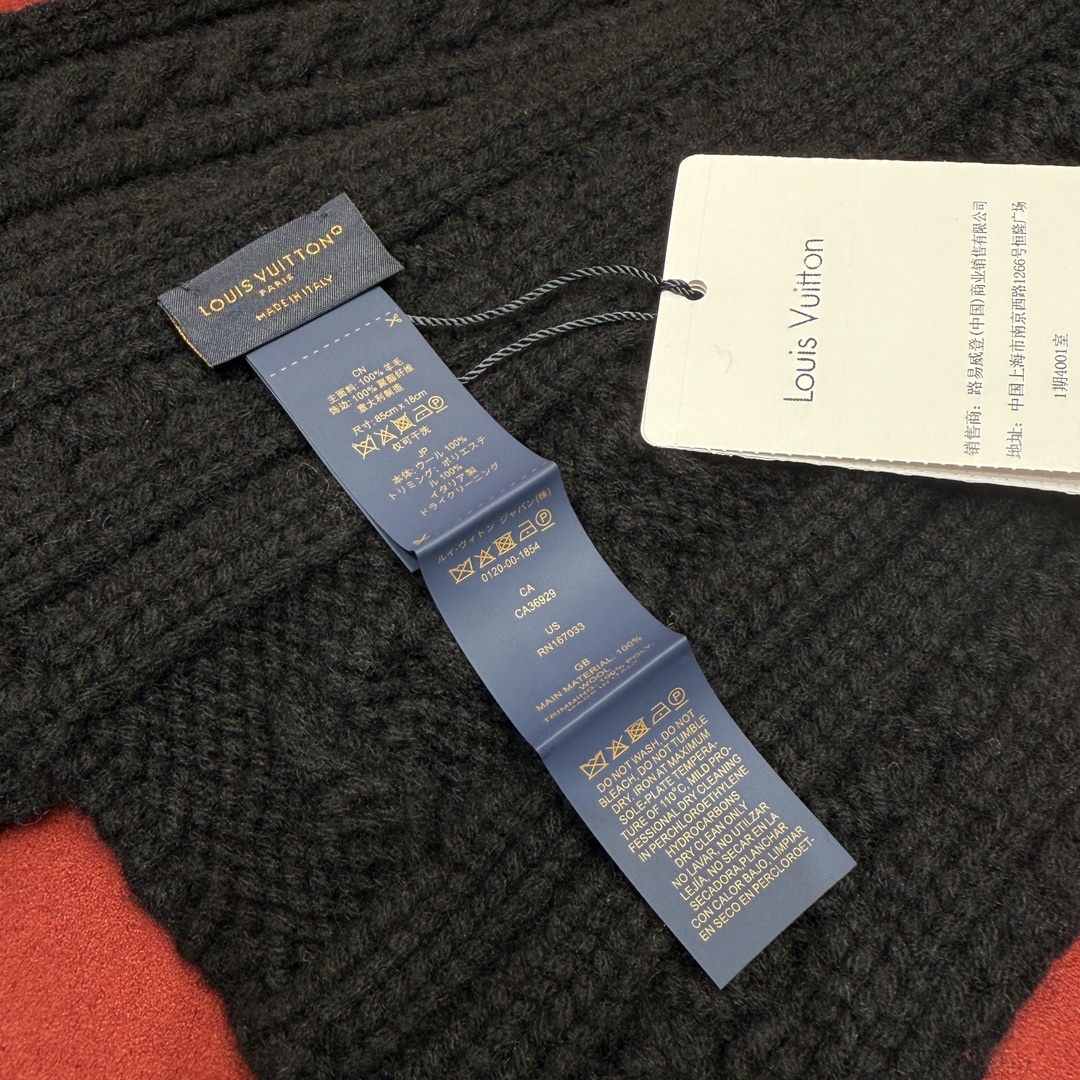 LOUIS VUITTON
PARIS
MADE IN ITALY
CN
主面料: 100% 羊毛
饰边: 100% 聚酯纤维
意大利制造
尺寸: 85cm x 18cm
仅可干洗
JP
本体: ウール 100%
トリミング: ポリエステ
ル 100%
イタリア製
ドライクリーニング
ルイ・ヴィトン ジャパン(株)
0120-00-1854
CA
CA36929
US
RN167033
GB
MAIN MATERIAL: 100%
WOOL.
TRIMMING: 100% POLY.
MADE IN ITALY
DO NOT WASH, DO NOT
BLEACH, DO NOT TUMBLE
DRY, IRON AT MAXIMUM
SOLE-PLATE TEMPERA-
TURE OF 110°C, MILD PRO-
FESSIONAL DRY CLEANING
IN PERCHLOROETHYLENE
HYDROCARBONS
DRY CLEAN ONLY
NO LAVAR, NO UTILIZAR
LEJÍA, NO SECAR EN LA
SECADORA PLANCHAR
CON CALOR BAJO, LIMPIAR
EN SECO EN PERCLOROET-
Louis Vuitton
销售商: 路易威登(中国)商业销售有限公司
地址: 中国上海市南京西路1266号恒隆广场
1期4001室